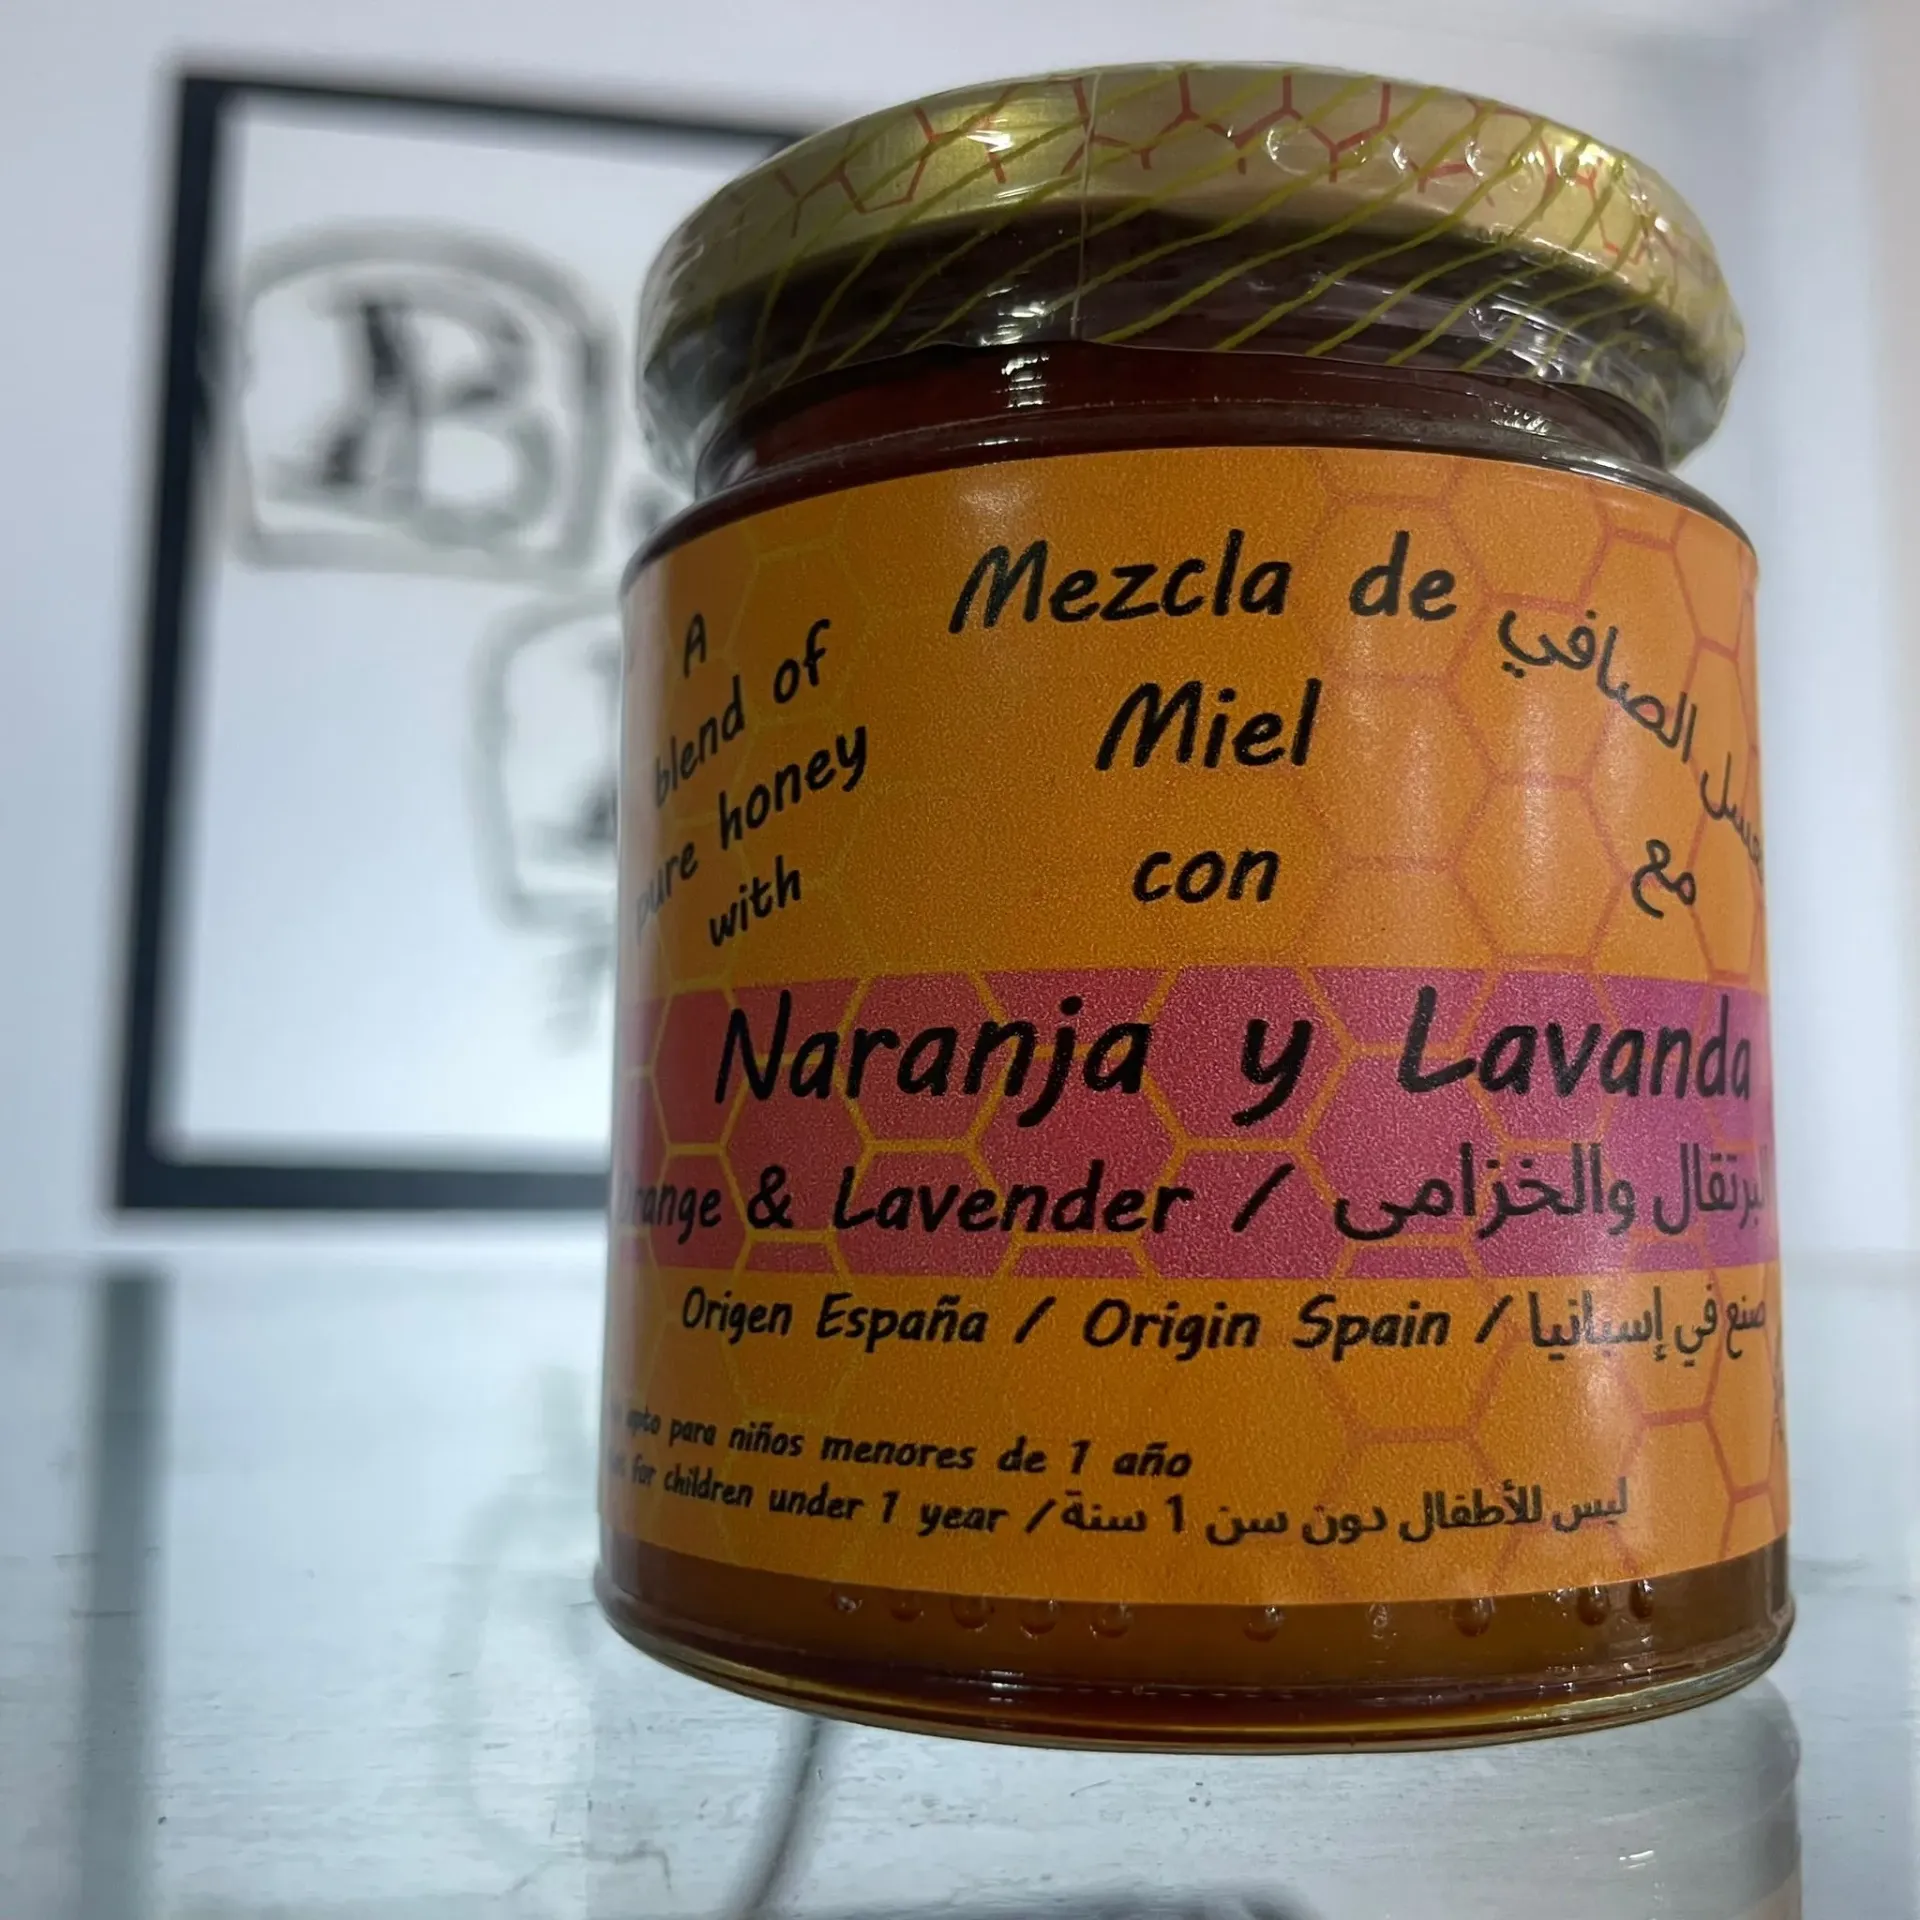 A
blend of
pure honey
with
Mezcla de
Miel
con
الصافي
مع
Naranja y Lavanda
Orange & Lavender / البرتقال والخزامى
Origen España / Origin Spain / صنع في إسبانيا
apto para niños menores de 1 año
for children under 1 year / ليس للأطفال دون سن 1 سنة